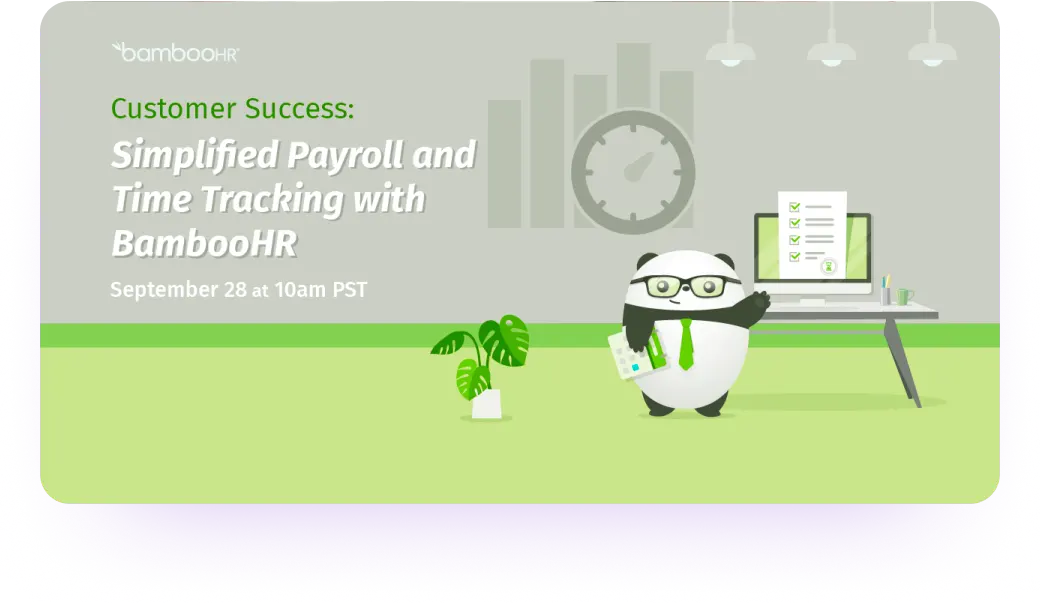 bambooHR
Customer Success:
Simplified Payroll and
Time Tracking with
BambooHR
September 28 at 10am PST